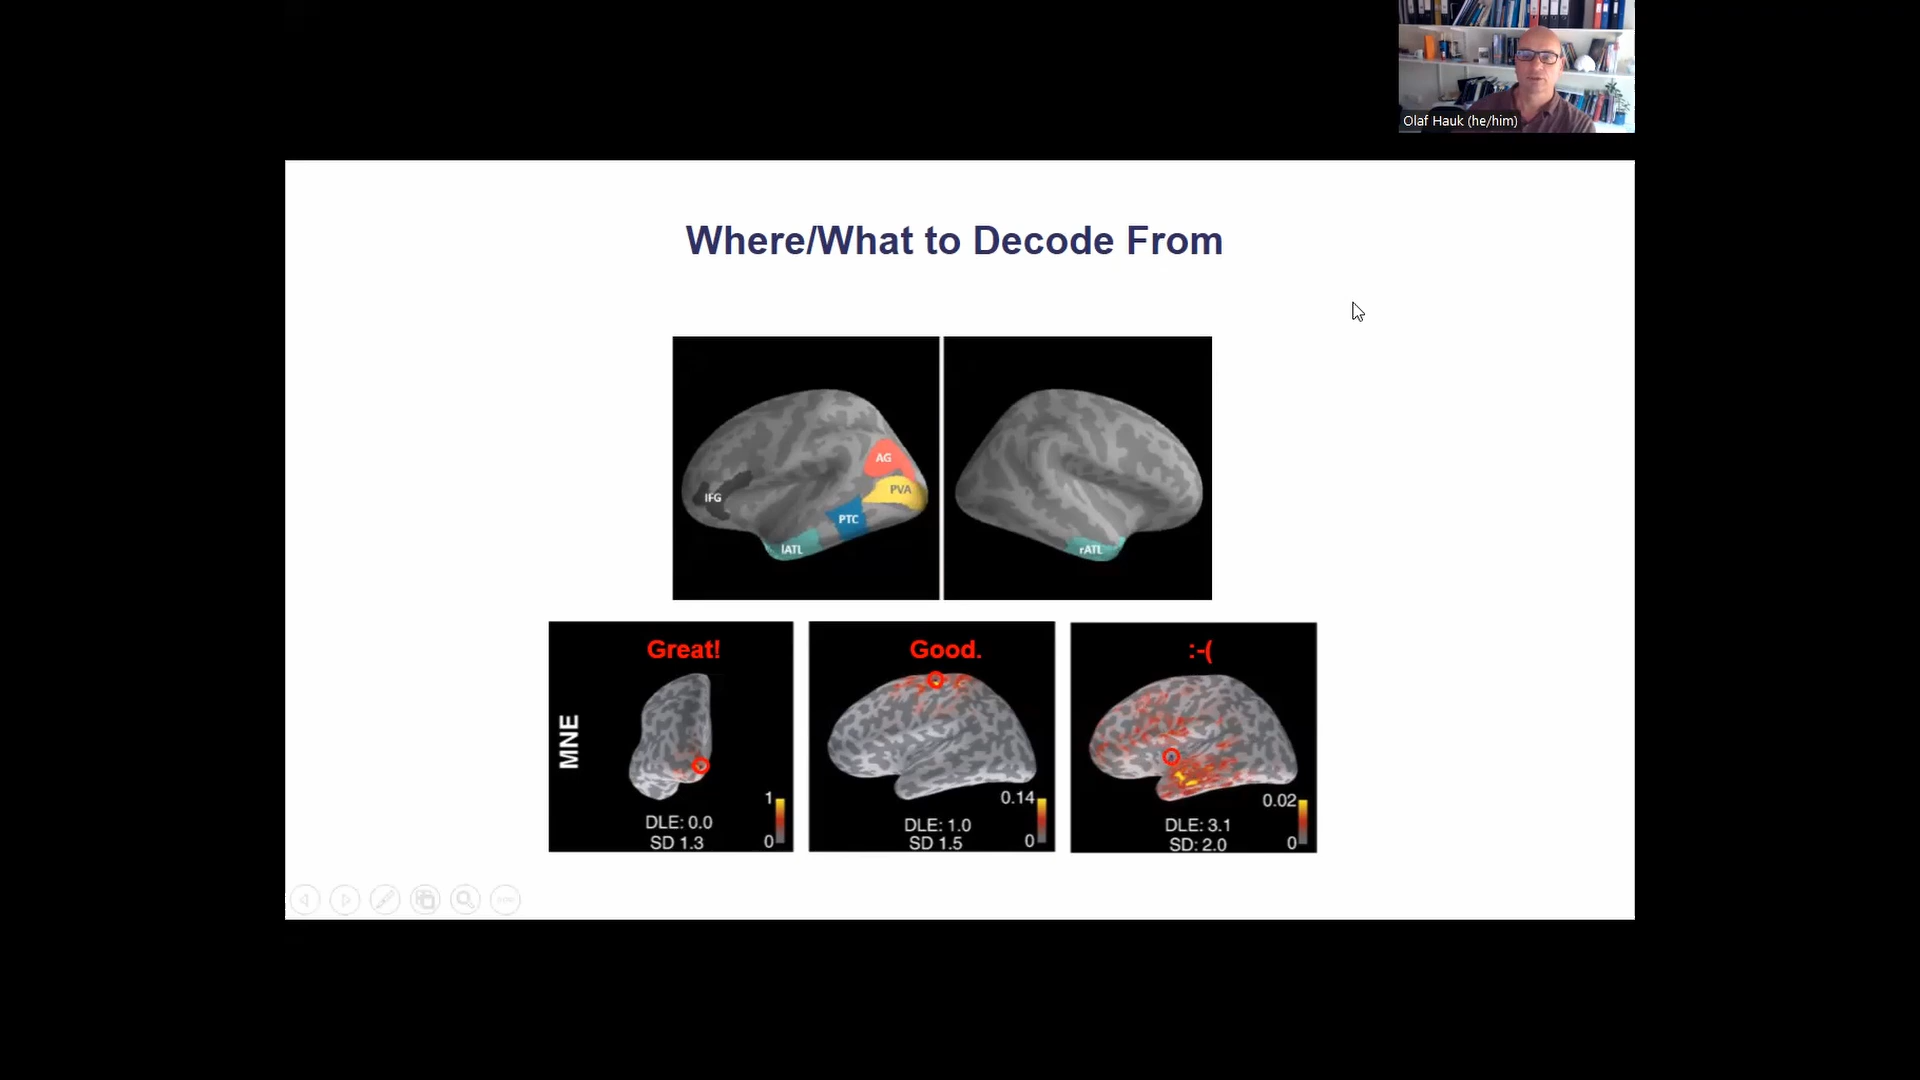 Olaf Hauk (he/him)
Where/What to Decode From
AG
PVA
IFG
PTC
lATL
rATL
Great!
Good.
:-(
MNE
1
0
DLE: 0.0
SD 1.3
0.14
0
DLE: 1.0
SD 1.5
0.02
0
DLE: 3.1
SD: 2.0